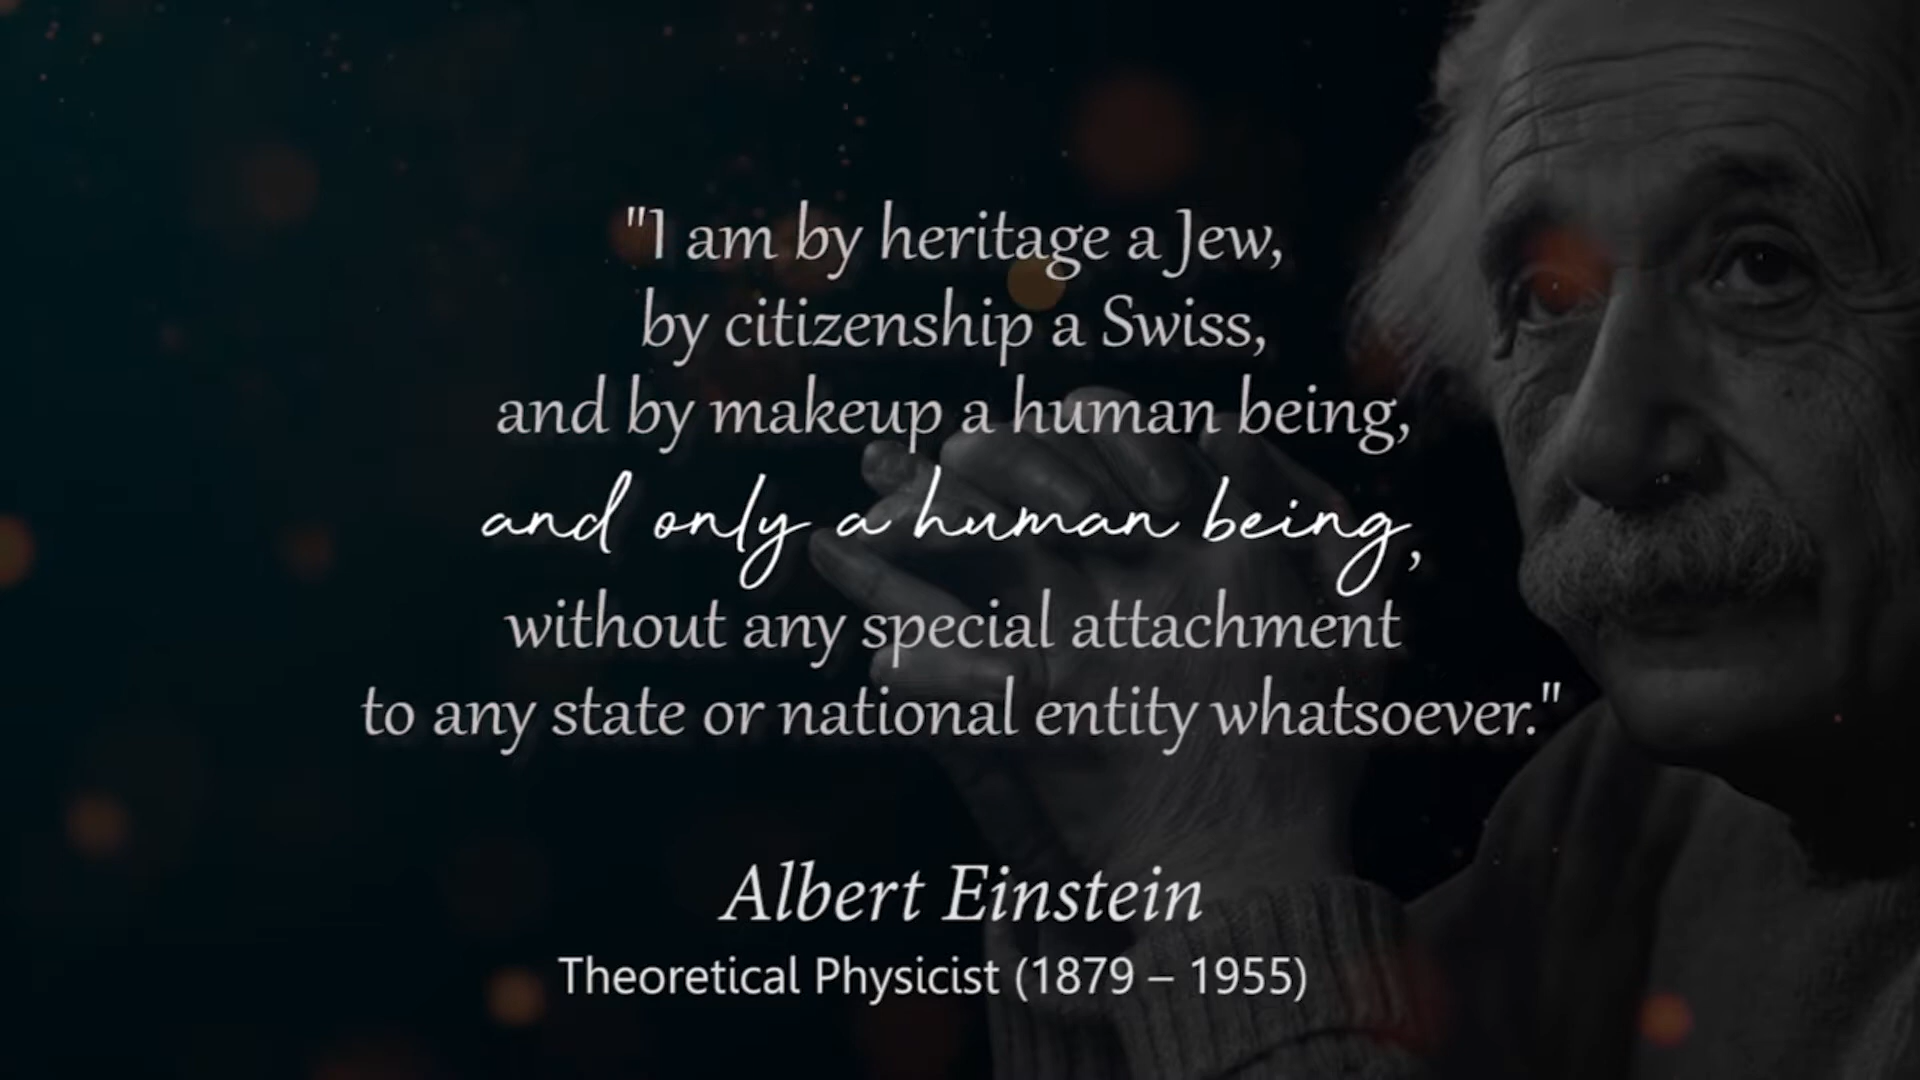 "I am by heritage a Jew,
by citizenship a Swiss,
and by makeup a human being,
and only a human being,
without any special attachment
to any state or national entity whatsoever."
Albert Einstein
Theoretical Physicist (1879 – 1955)